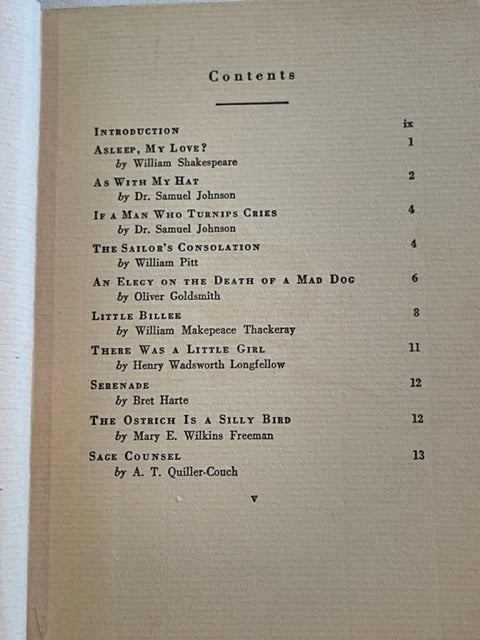 Contents
INTRODUCTION ix
ASLEEP, MY LOVE? 1
by William Shakespeare
AS WITH MY HAT 2
by Dr. Samuel Johnson
IF A MAN WHO TURNIPS CRIES 4
by Dr. Samuel Johnson
THE SAILOR'S CONSOLATION 4
by William Pitt
AN ELEGY ON THE DEATH OF A MAD DOG 6
by Oliver Goldsmith
LITTLE BILLEE 8
by William Makepeace Thackeray
THERE WAS A LITTLE GIRL 11
by Henry Wadsworth Longfellow
SERENADE 12
by Bret Harte
THE OSTRICH IS A SILLY BIRD 12
by Mary E. Wilkins Freeman
SAGE COUNSEL 13
by A. T. Quiller-Couch
v